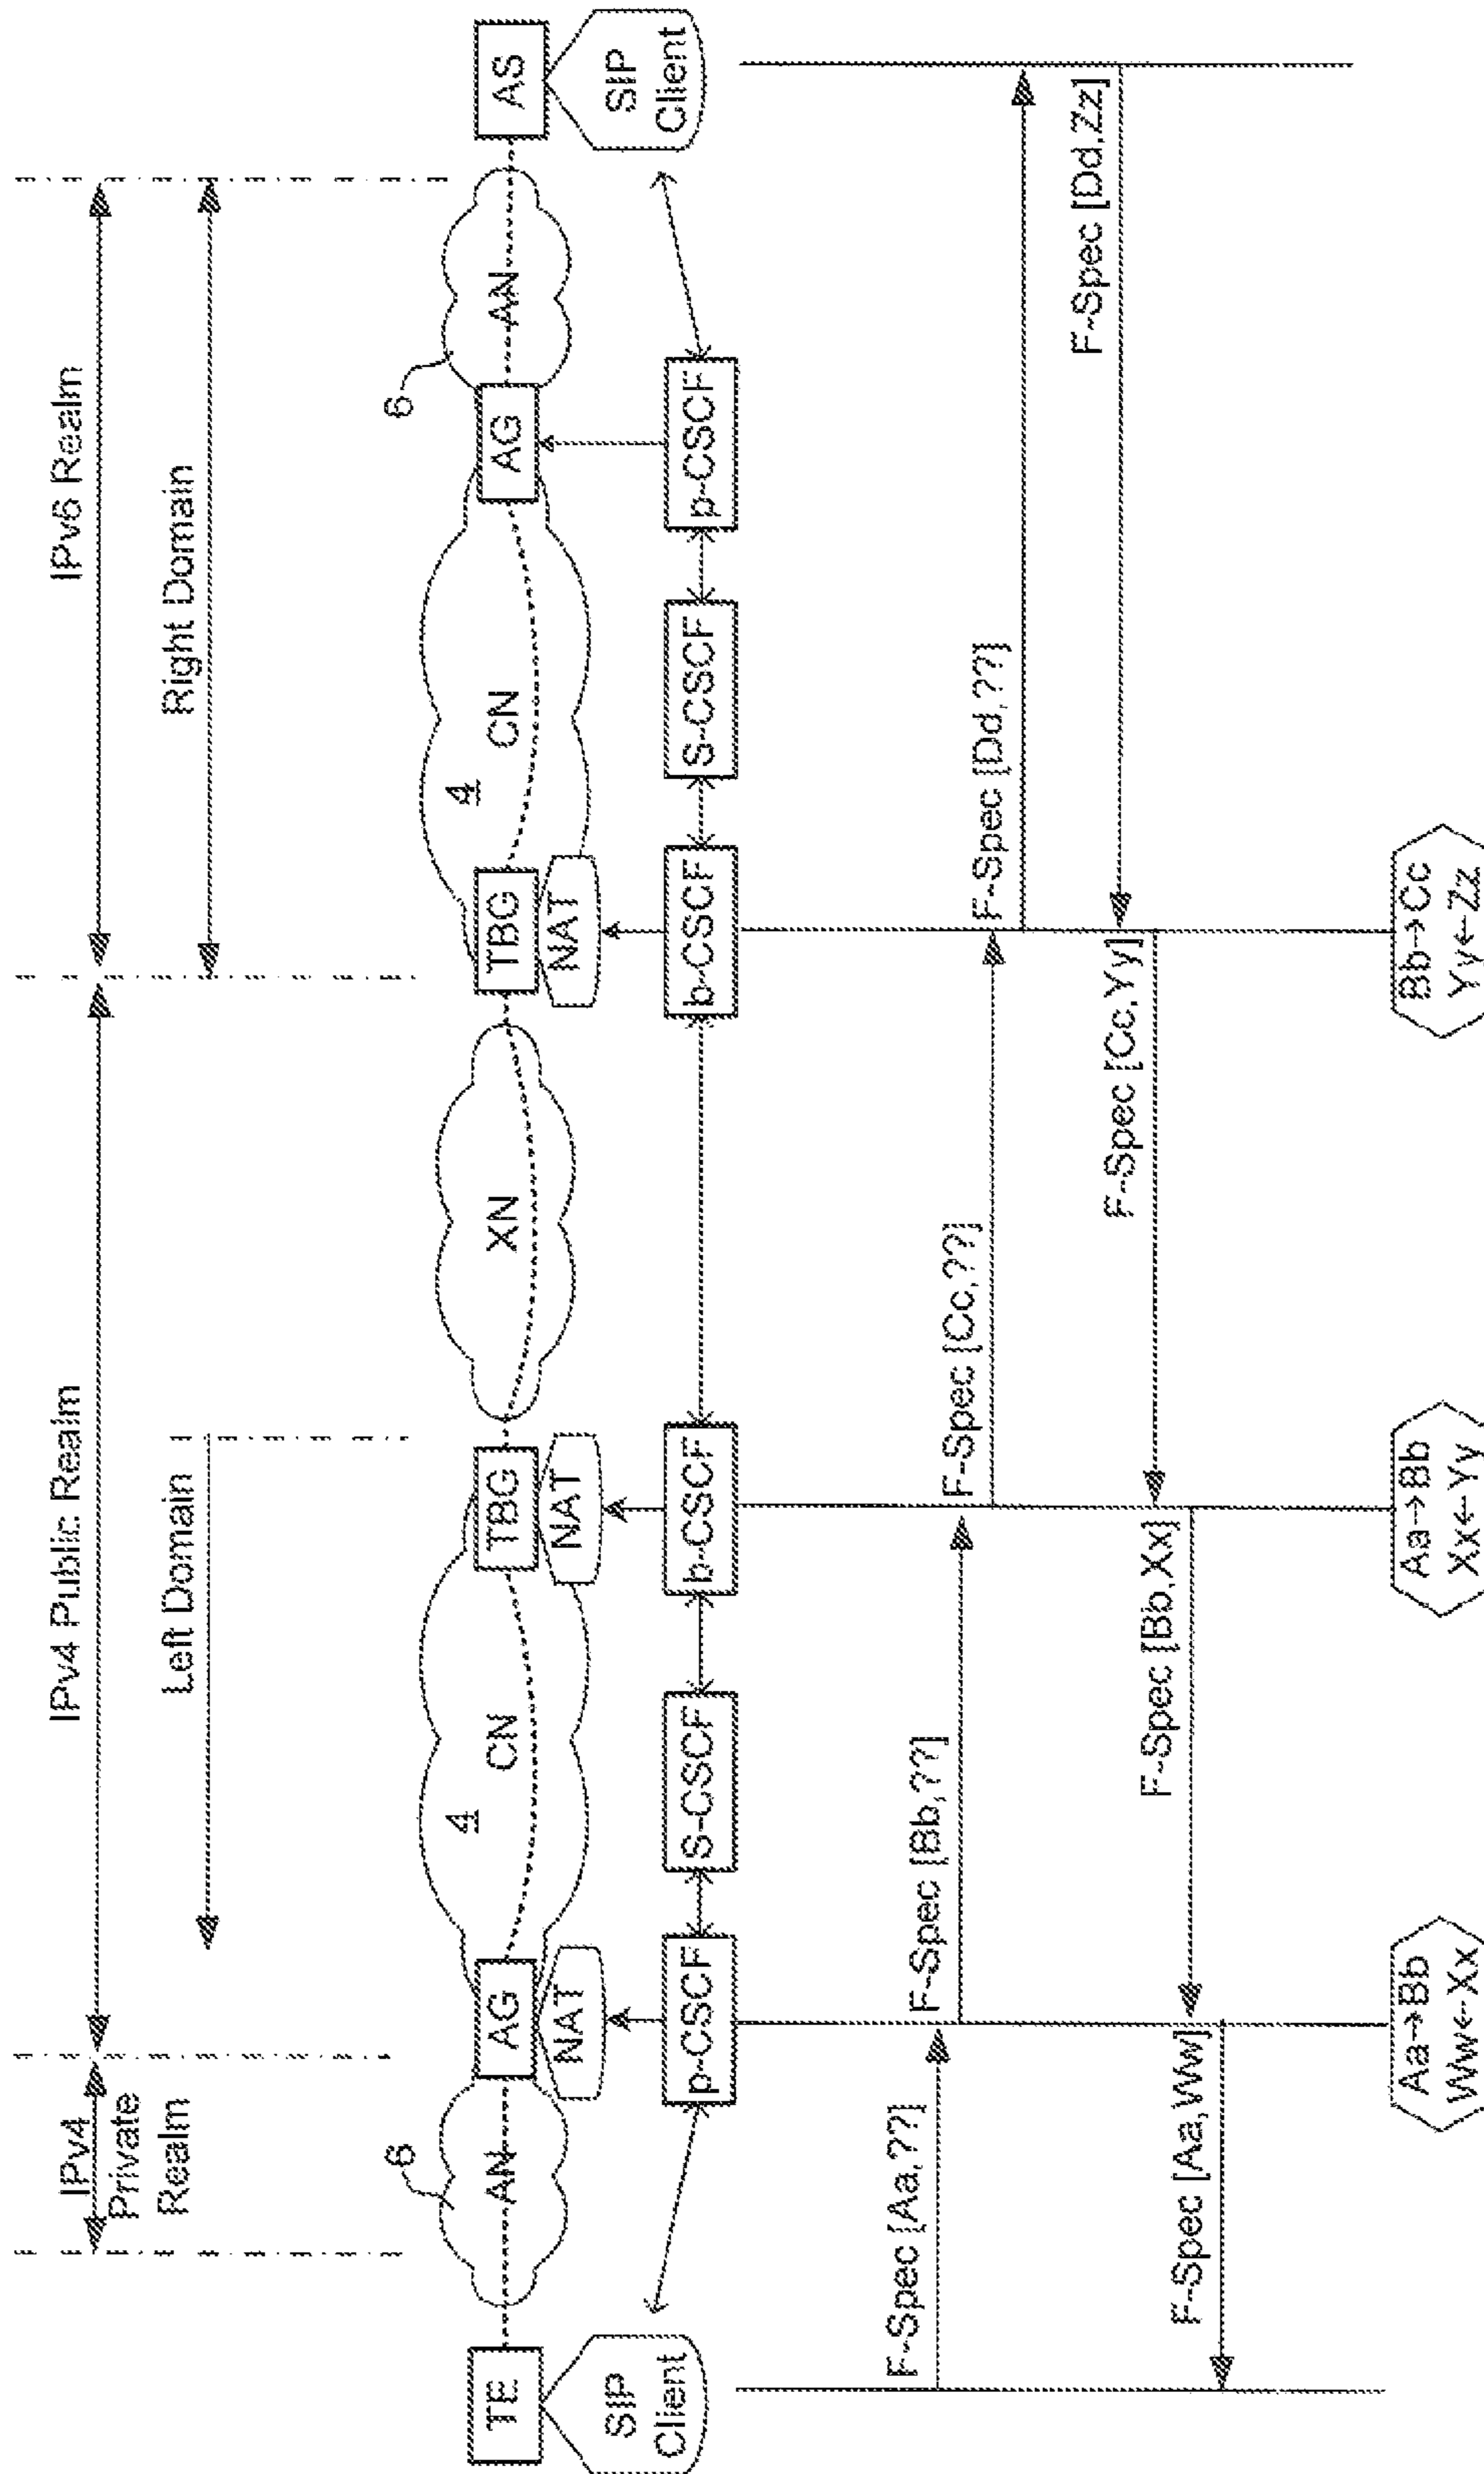 IPv4 Public Realm
IPv6 Realm
IPv4
Private
Realm
Left Domain
Right Domain
6
4
4
6
TE
AN
AG
CN
TBG
XN
TBG
CN
AG
AN
AS
SIP
Client
NAT
NAT
NAT
SIP
Client
p-CSCF
S-CSCF
b-CSCF
b-CSCF
S-CSCF
p-CSCF
F-Spec [Aa,??]
F-Spec [Bb,??]
F-Spec [Cc,??]
F-Spec [Dd,??]
F-Spec [Dd,Zz]
F-Spec [Cc,Yy]
F-Spec [Bb,Xx]
F-Spec [Aa,Ww]
Aa→Bb
Ww←Xx
Aa→Bb
Xx←Yy
Bb→Cc
Yy←Zz